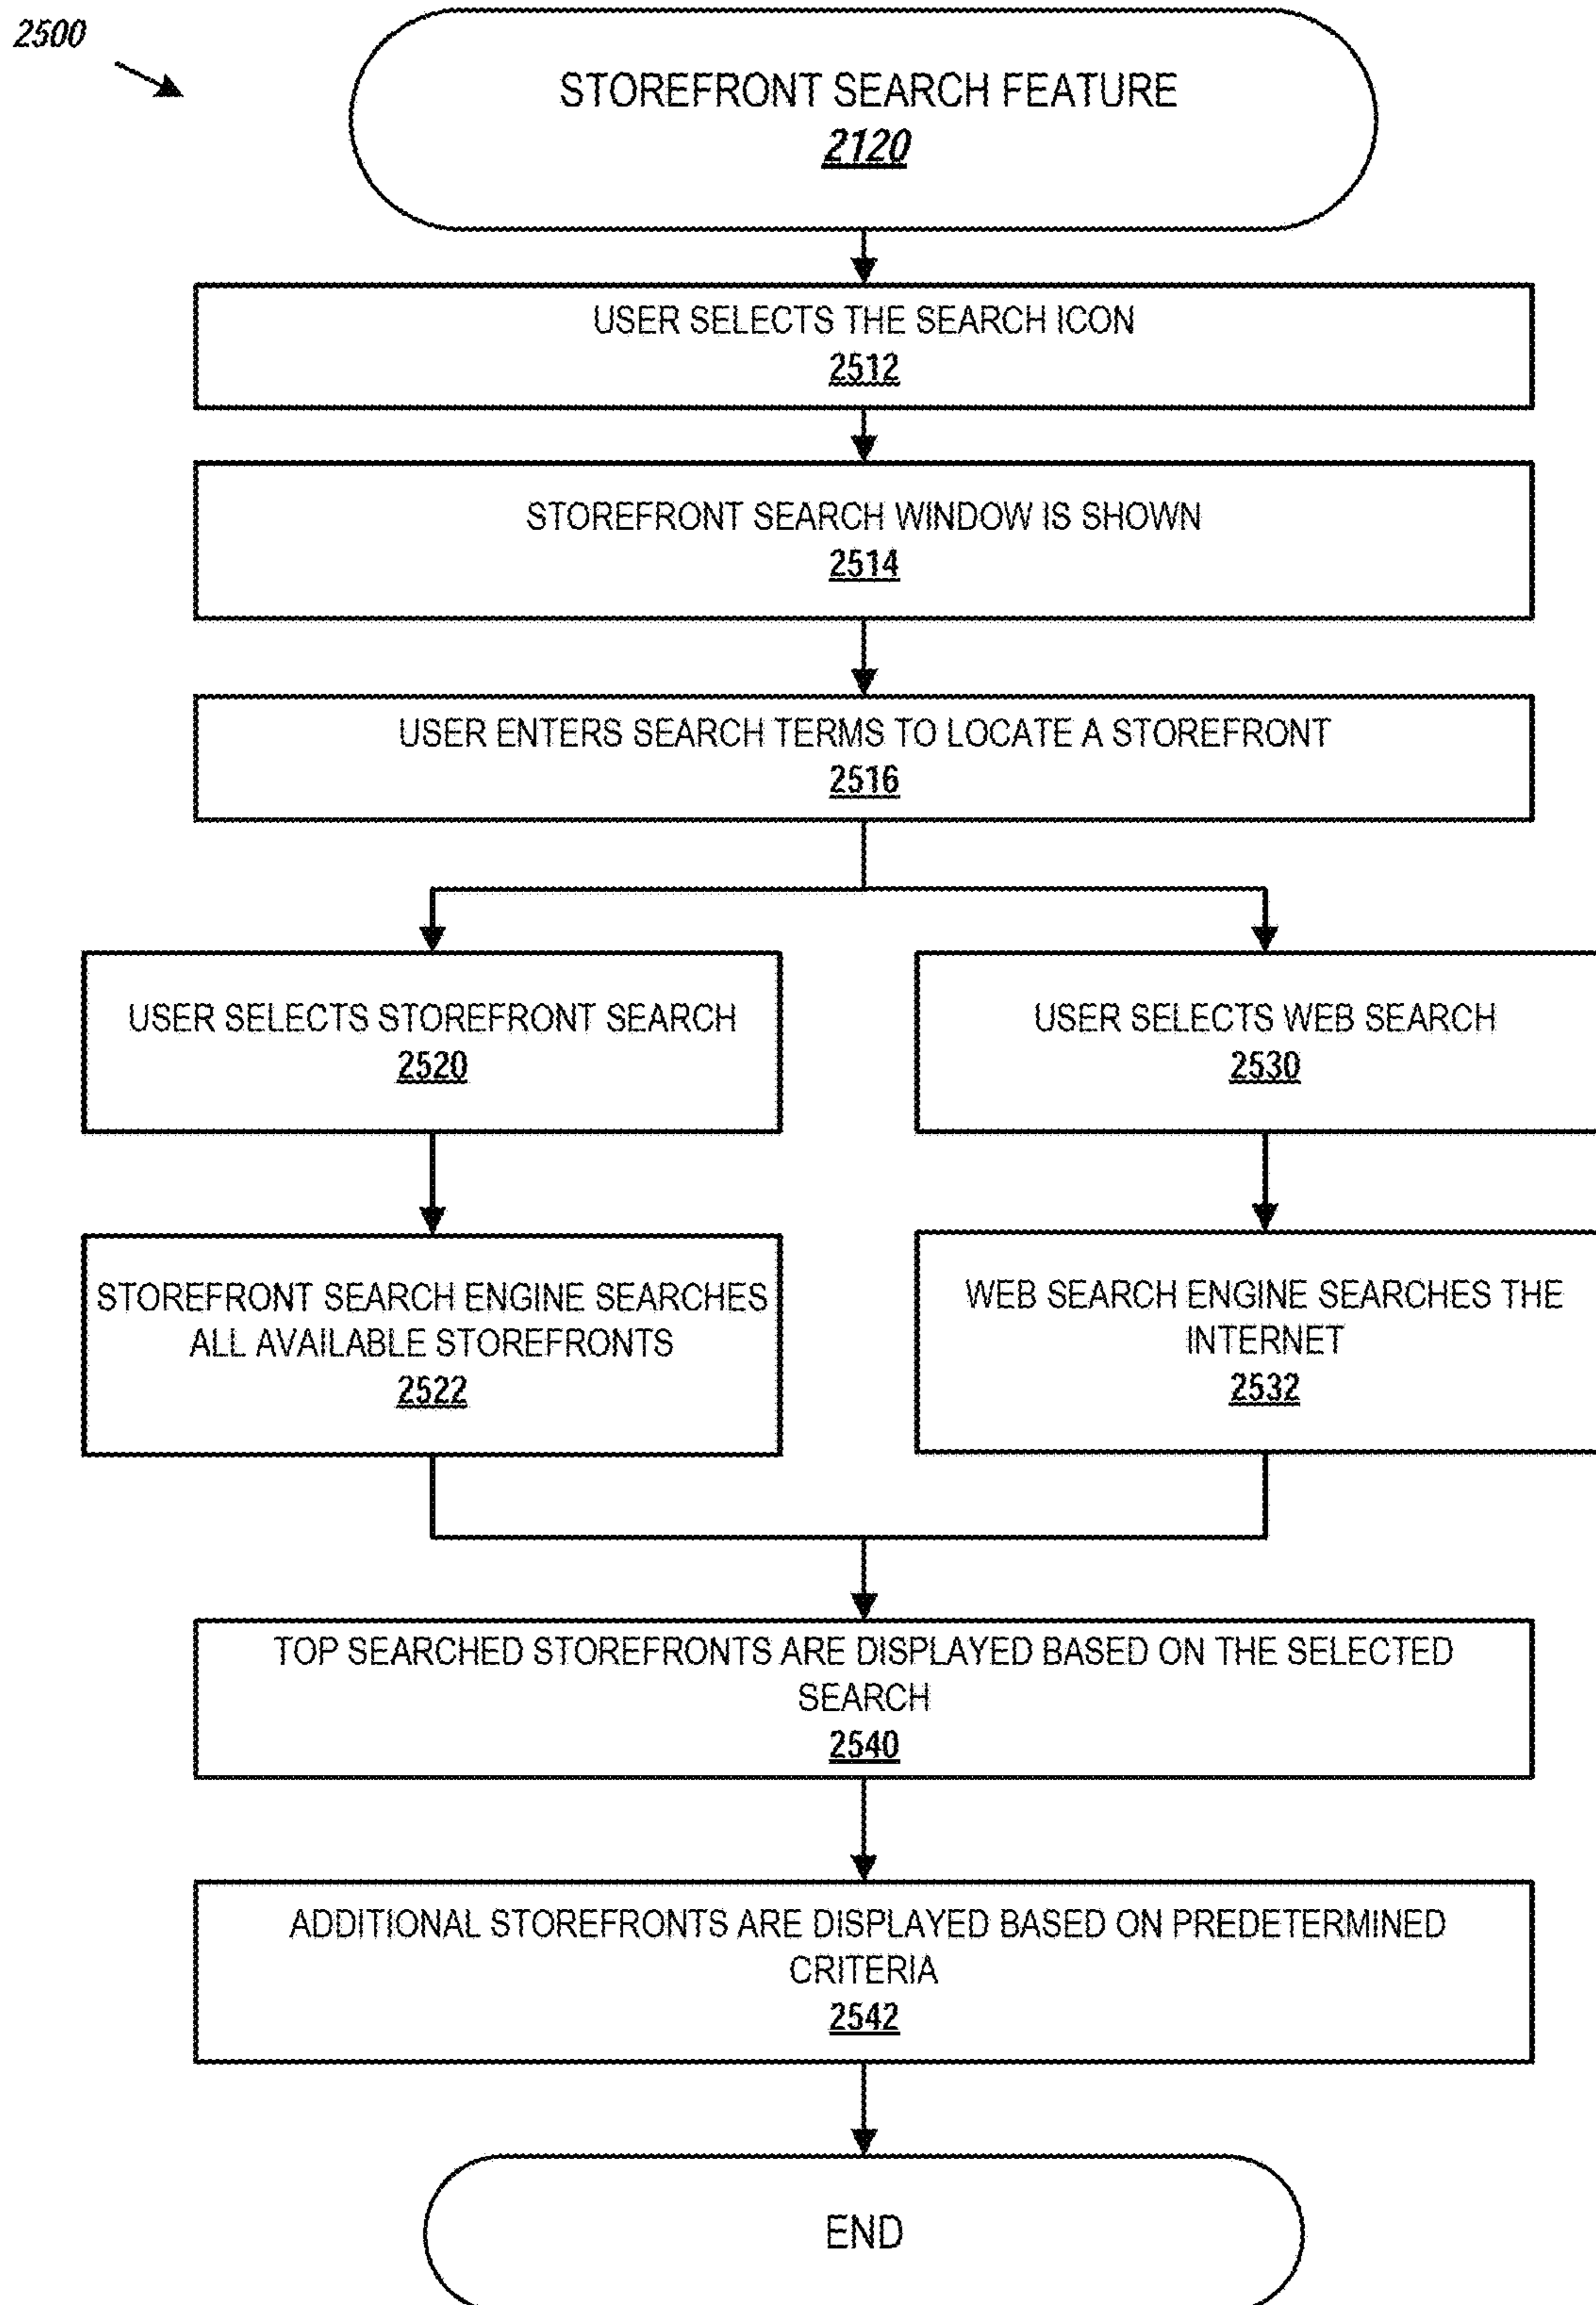 2500
STOREFRONT SEARCH FEATURE
2120
USER SELECTS THE SEARCH ICON
2512
STOREFRONT SEARCH WINDOW IS SHOWN
2514
USER ENTERS SEARCH TERMS TO LOCATE A STOREFRONT
2516
USER SELECTS STOREFRONT SEARCH
2520
USER SELECTS WEB SEARCH
2530
STOREFRONT SEARCH ENGINE SEARCHES
ALL AVAILABLE STOREFRONTS
2522
WEB SEARCH ENGINE SEARCHES THE
INTERNET
2532
TOP SEARCHED STOREFRONTS ARE DISPLAYED BASED ON THE SELECTED
SEARCH
2540
ADDITIONAL STOREFRONTS ARE DISPLAYED BASED ON PREDETERMINED
CRITERIA
2542
END